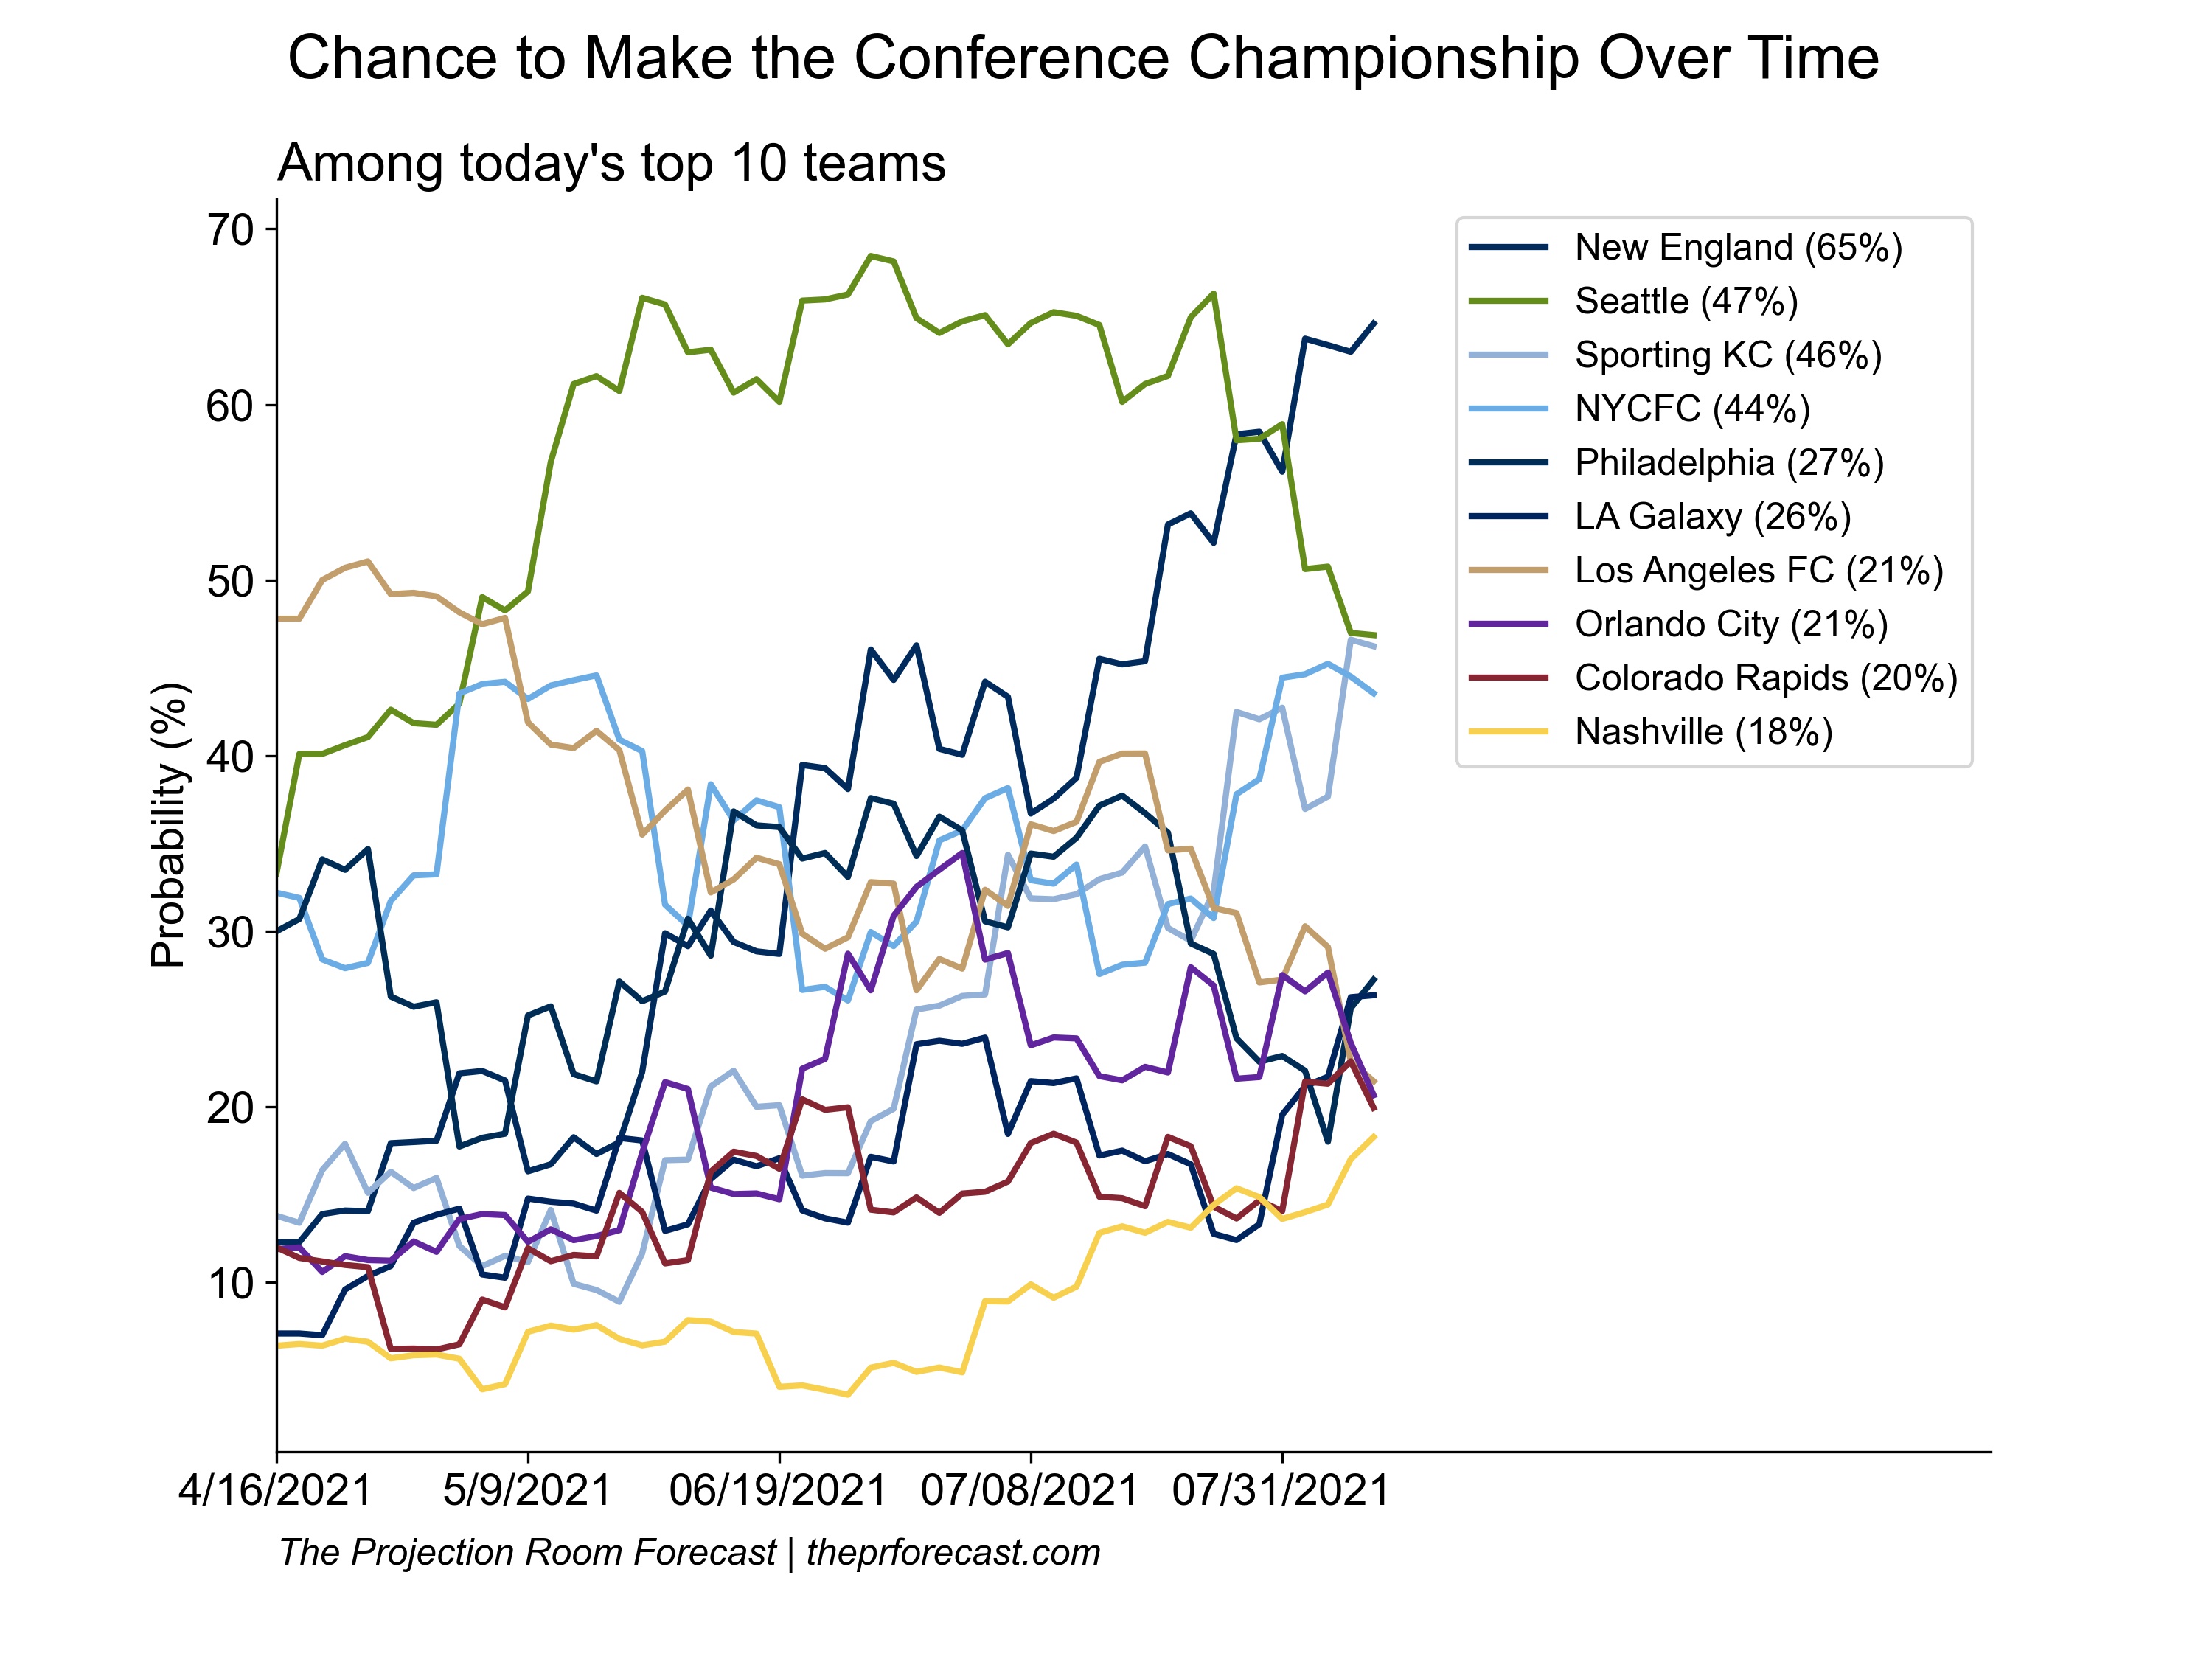 Chance to Make the Conference Championship Over Time
Among today's top 10 teams
70
60
50
40
30
20
10
Probability (%)
4/16/2021
5/9/2021
06/19/2021
07/08/2021
07/31/2021
New England (65%)
Seattle (47%)
Sporting KC (46%)
NYCFC (44%)
Philadelphia (27%)
LA Galaxy (26%)
Los Angeles FC (21%)
Orlando City (21%)
Colorado Rapids (20%)
Nashville (18%)
The Projection Room Forecast | theprforecast.com